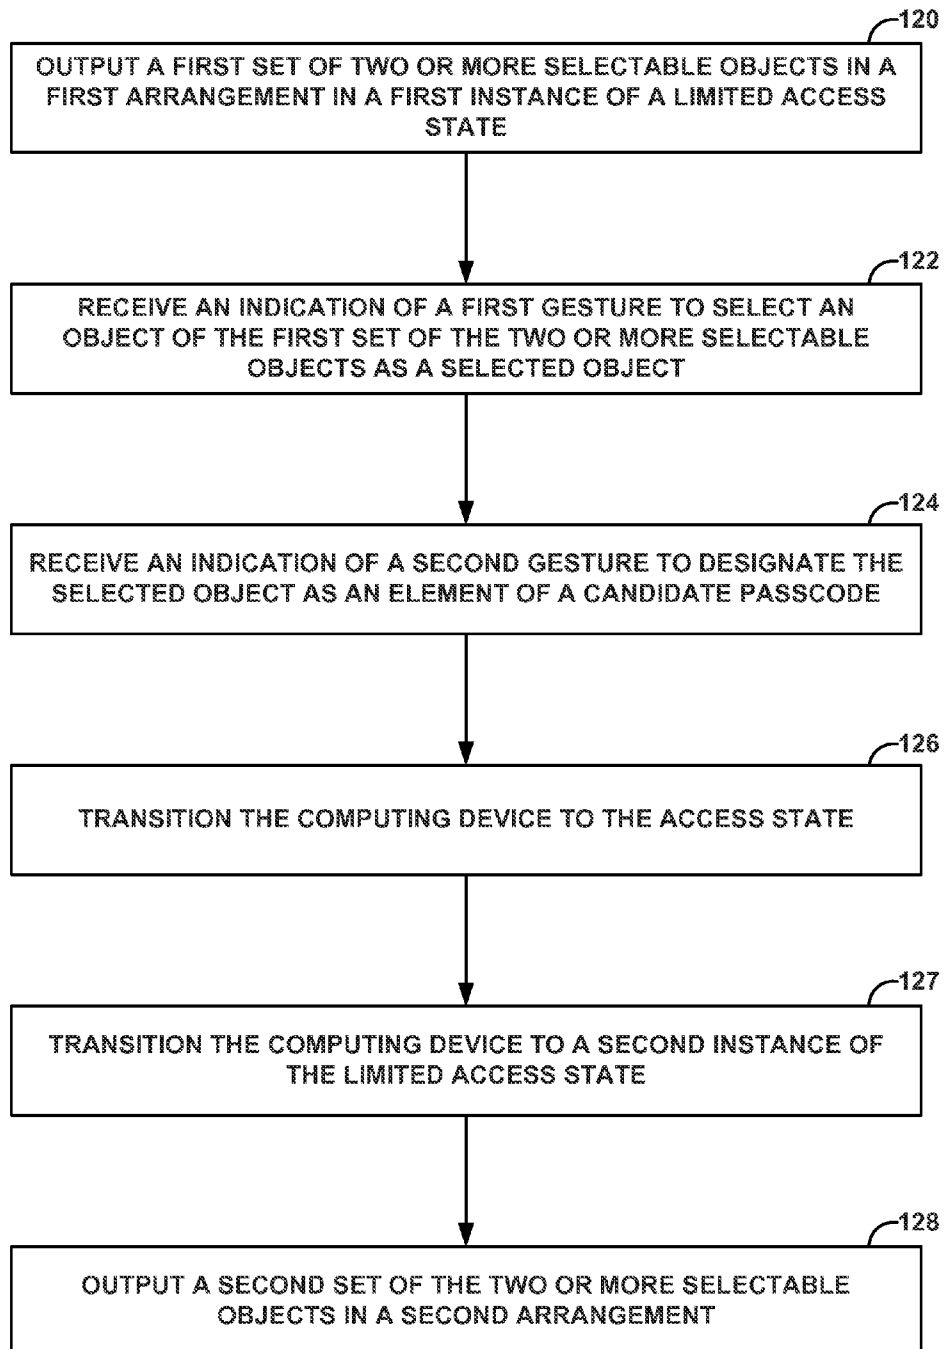 120
OUTPUT A FIRST SET OF TWO OR MORE SELECTABLE OBJECTS IN A
FIRST ARRANGEMENT IN A FIRST INSTANCE OF A LIMITED ACCESS
STATE
122
RECEIVE AN INDICATION OF A FIRST GESTURE TO SELECT AN
OBJECT OF THE FIRST SET OF THE TWO OR MORE SELECTABLE
OBJECTS AS A SELECTED OBJECT
124
RECEIVE AN INDICATION OF A SECOND GESTURE TO DESIGNATE THE
SELECTED OBJECT AS AN ELEMENT OF A CANDIDATE PASSCODE
126
TRANSITION THE COMPUTING DEVICE TO THE ACCESS STATE
127
TRANSITION THE COMPUTING DEVICE TO A SECOND INSTANCE OF
THE LIMITED ACCESS STATE
128
OUTPUT A SECOND SET OF THE TWO OR MORE SELECTABLE
OBJECTS IN A SECOND ARRANGEMENT